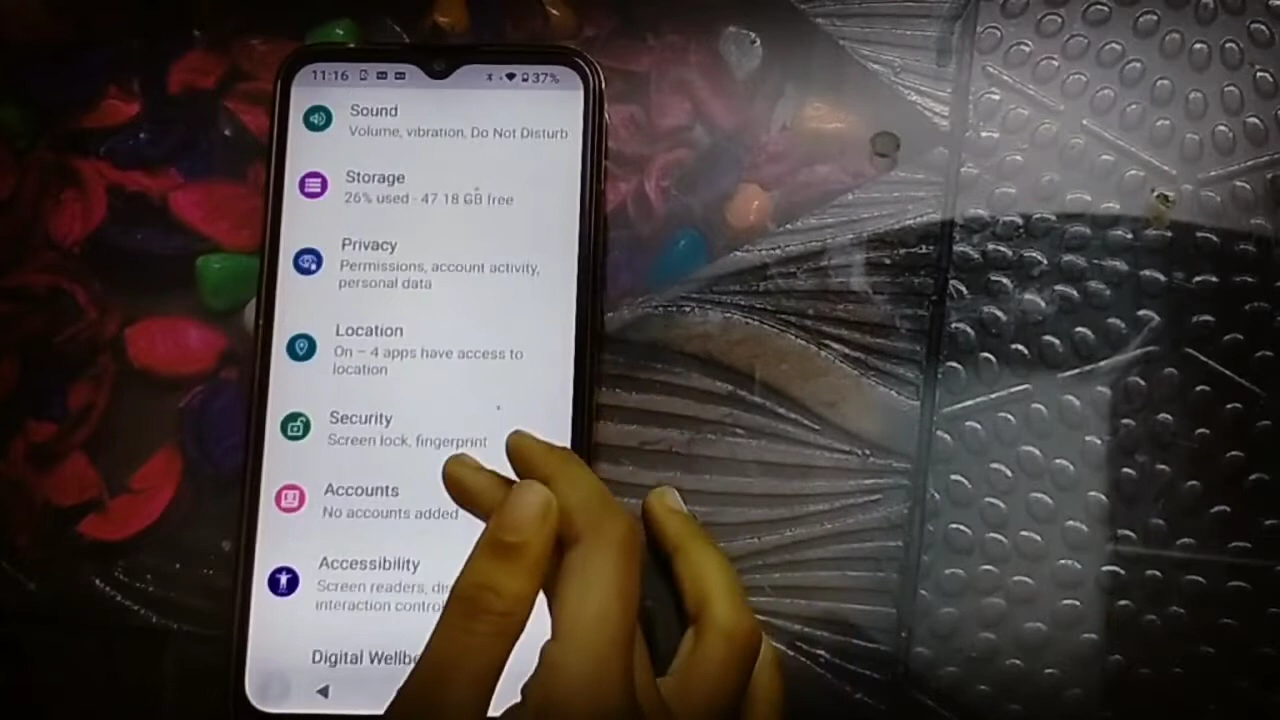 11:16 37%
Sound
Volume, vibration, Do Not Disturb
Storage
26% used - 47.18 GB free
Privacy
Permissions, account activity,
personal data
Location
On – 4 apps have access to
location
Security
Screen lock, fingerprint
Accounts
No accounts added
Accessibility
Screen readers,
interaction
Digital